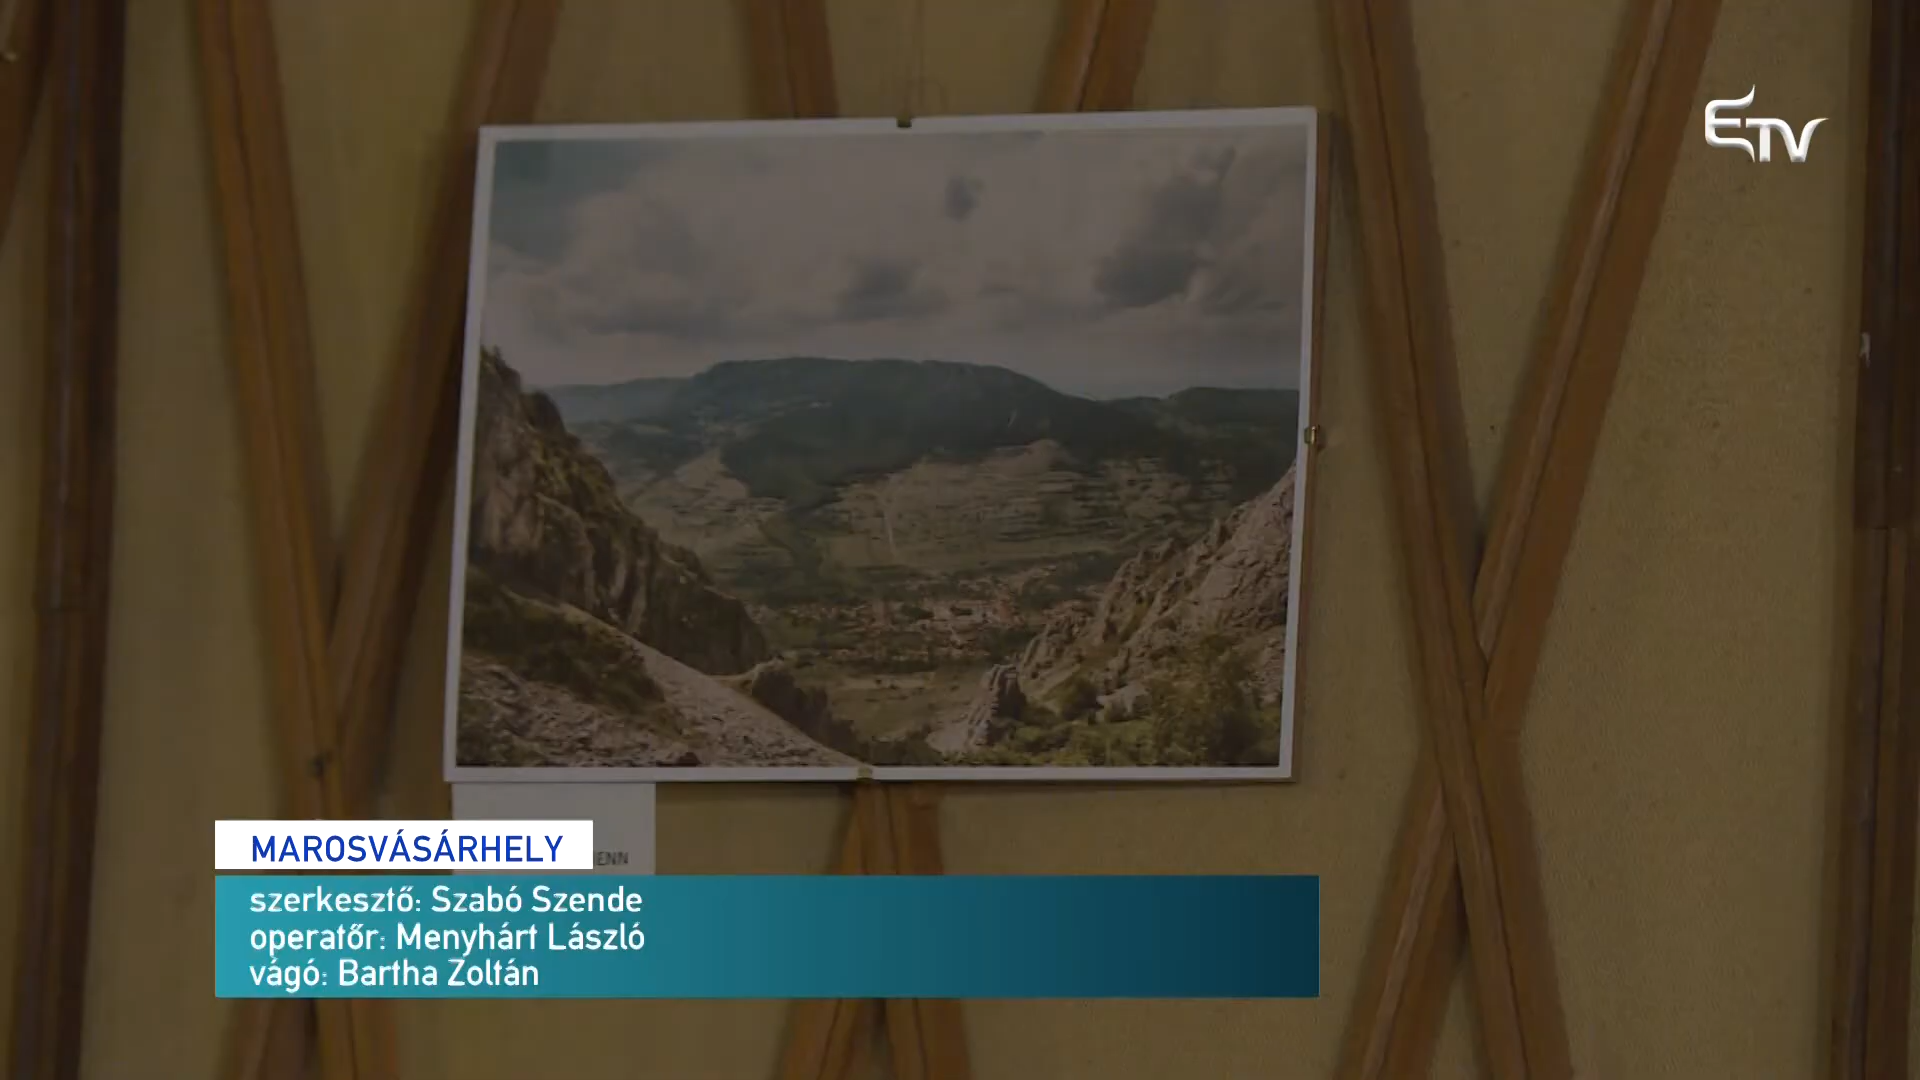 ETV
MAROSVÁSÁRHELY
szerkesztő: Szabó Szende
operatőr: Menyhárt László
vágó: Bartha Zoltán